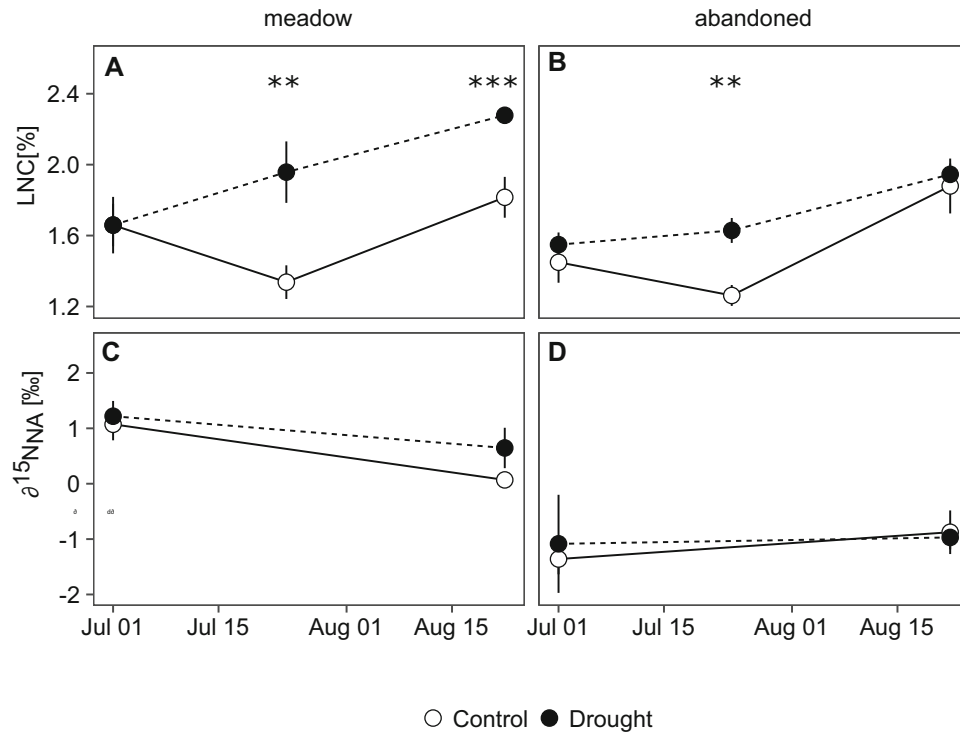 meadow abandoned
A ** *** B **
LNC[%]
2.4
2.0
1.6
1.2
C D
∂15NNA [‰]
2
1
0
-1
-2
Jul 01 Jul 15 Aug 01 Aug 15 Jul 01 Jul 15 Aug 01 Aug 15
Control Drought